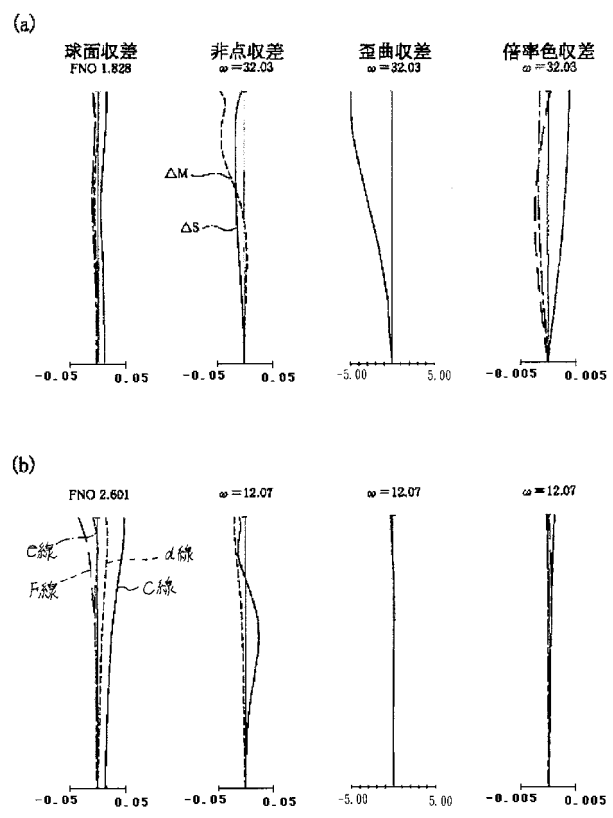 (a)
球面収差 非点収差 歪曲収差 倍率色収差
FNO 1.828 ω=32.03 ω=32.03 ω=32.03
△M
△S
-0.05 0.05 -0.05 0.05 -5.00 5.00 -0.005 0.005
(b)
FNO 2.601 ω=12.07 ω=12.07 ω=12.07
e線 d線
F線 C線
-0.05 0.05 -0.05 0.05 -5.00 5.00 -0.005 0.005